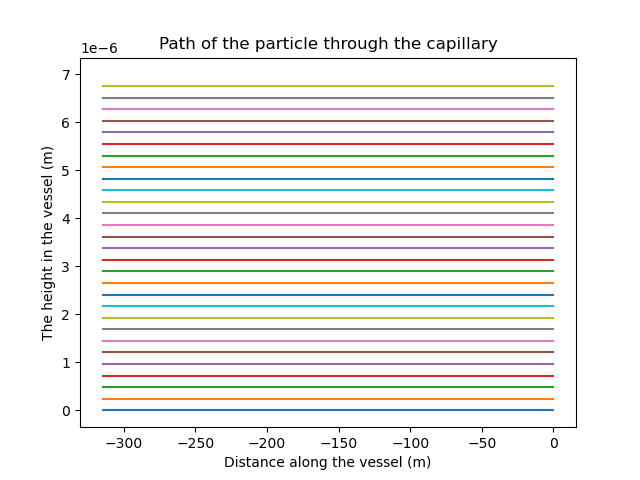 Path of the particle through the capillary
1e−6
7
6
5
4
3
2
1
0
The height in the vessel (m)
−300 −250 −200 −150 −100 −50 0
Distance along the vessel (m)